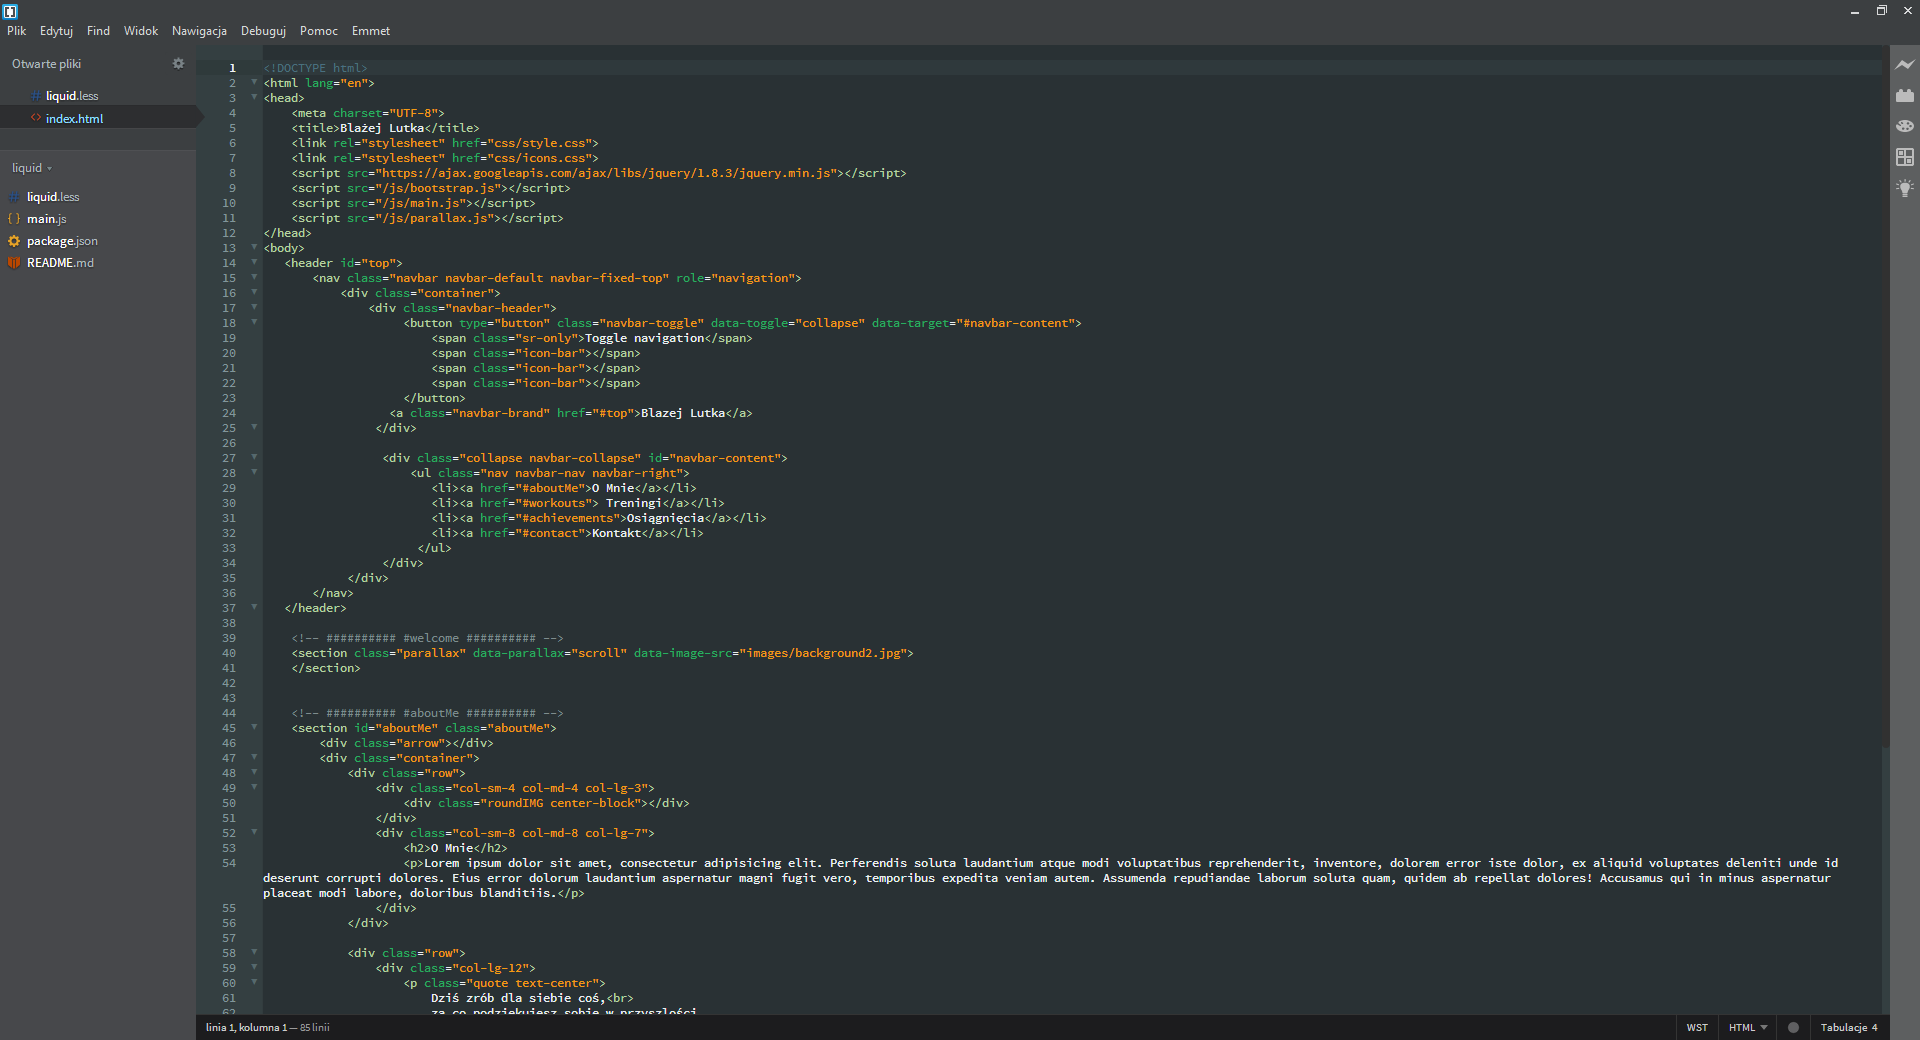 Plik Edytuj Find Widok Nawigacja Debuguj Pomoc Emmet
Otwarte pliki
liquid.less
index.html
liquid
liquid.less
main.js
package.json
README.md
1 <!DOCTYPE html>
2 <html lang="en">
3 <head>
4 <meta charset="UTF-8">
5 <title>Błażej Lutka</title>
6 <link rel="stylesheet" href="css/style.css">
7 <link rel="stylesheet" href="css/icons.css">
8 <script src="https://ajax.googleapis.com/ajax/libs/jquery/1.8.3/jquery.min.js"></script>
9 <script src="/js/bootstrap.js"></script>
10 <script src="/js/main.js"></script>
11 <script src="/js/parallax.js"></script>
12 </head>
13 <body>
14 <header id="top">
15 <nav class="navbar navbar-default navbar-fixed-top" role="navigation">
16 <div class="container">
17 <div class="navbar-header">
18 <button type="button" class="navbar-toggle" data-toggle="collapse" data-target="#navbar-content">
19 <span class="sr-only">Toggle navigation</span>
20 <span class="icon-bar"></span>
21 <span class="icon-bar"></span>
22 <span class="icon-bar"></span>
23 </button>
24 <a class="navbar-brand" href="#top">Blazej Lutka</a>
25 </div>
26
27 <div class="collapse navbar-collapse" id="navbar-content">
28 <ul class="nav navbar-nav navbar-right">
29 <li><a href="#aboutMe">O Mnie</a></li>
30 <li><a href="#workouts"> Treningi</a></li>
31 <li><a href="#achievements">Osiągnięcia</a></li>
32 <li><a href="#contact">Kontakt</a></li>
33 </ul>
34 </div>
35 </div>
36 </nav>
37 </header>
38
39 <!-- ########## #welcome ########## -->
40 <section class="parallax" data-parallax="scroll" data-image-src="images/background2.jpg">
41 </section>
42
43
44 <!-- ########## #aboutMe ########## -->
45 <section id="aboutMe" class="aboutMe">
46 <div class="arrow"></div>
47 <div class="container">
48 <div class="row">
49 <div class="col-sm-4 col-md-4 col-lg-3">
50 <div class="roundIMG center-block"></div>
51 </div>
52 <div class="col-sm-8 col-md-8 col-lg-7">
53 <h2>O Mnie</h2>
54 <p>Lorem ipsum dolor sit amet, consectetur adipisicing elit. Perferendis soluta laudantium atque modi voluptatibus reprehenderit, inventore, dolorem error iste dolor, ex aliquid voluptates deleniti unde id
deserunt corrupti dolores. Eius error dolorum laudantium aspernatur magni fugit vero, temporibus expedita veniam autem. Assumenda repudiandae laborum soluta quam, quidem ab repellat dolores! Accusamus qui in minus aspernatur
placeat modi labore, doloribus blanditiis.</p>
55 </div>
56 </div>
57
58 <div class="row">
59 <div class="col-lg-12">
60 <p class="quote text-center">
61 Dziś zrób dla siebie coś,<br>
62 za co podziękujesz sobie w przyszłości
linia 1, kolumna 1 — 85 linii WST HTML Tabulacje 4